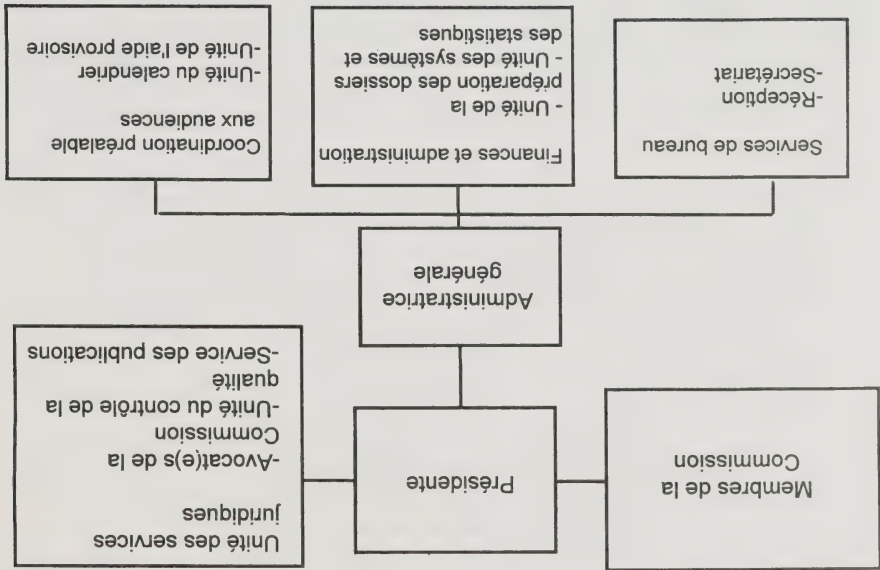 Membres de la
Commission
Présidente
Unité des services
juridiques
-Avocat(e)s de la
Commission
-Unité du contrôle de la
qualité
-Service des publications
Administratrice
générale
Services de bureau
-Réception
-Secrétariat
Finances et administration
- Unité de la
préparation des dossiers
- Unité des systèmes et
des statistiques
Coordination préalable
aux audiences
-Unité du calendrier
-Unité de l'aide provisoire